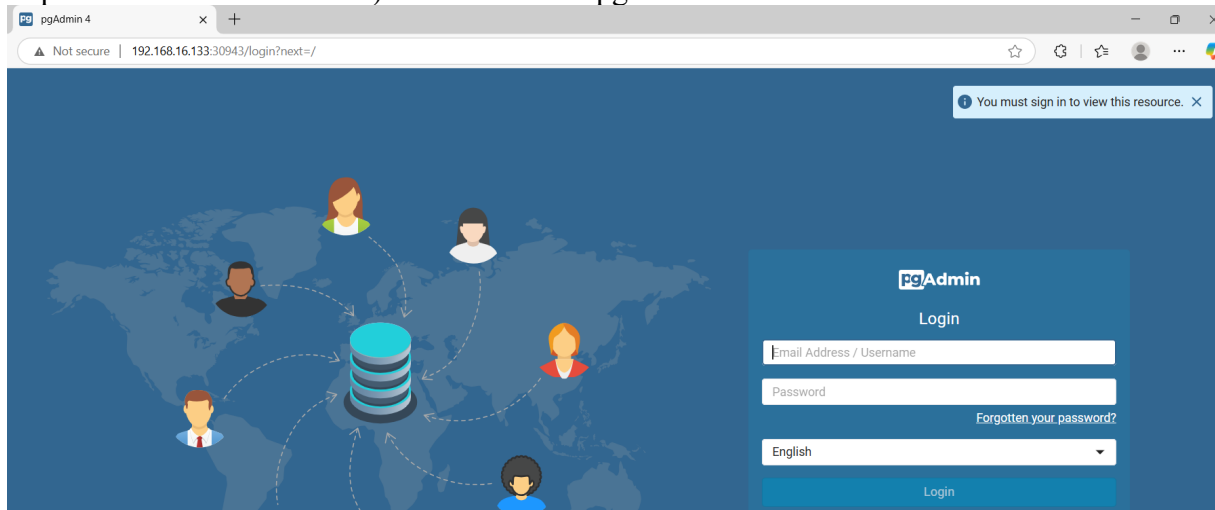 pgAdmin 4
Not secure | 192.168.16.133:30943/login?next=/
You must sign in to view this resource.
pgAdmin
Login
Email Address / Username
Password
Forgotten your password?
English
Login